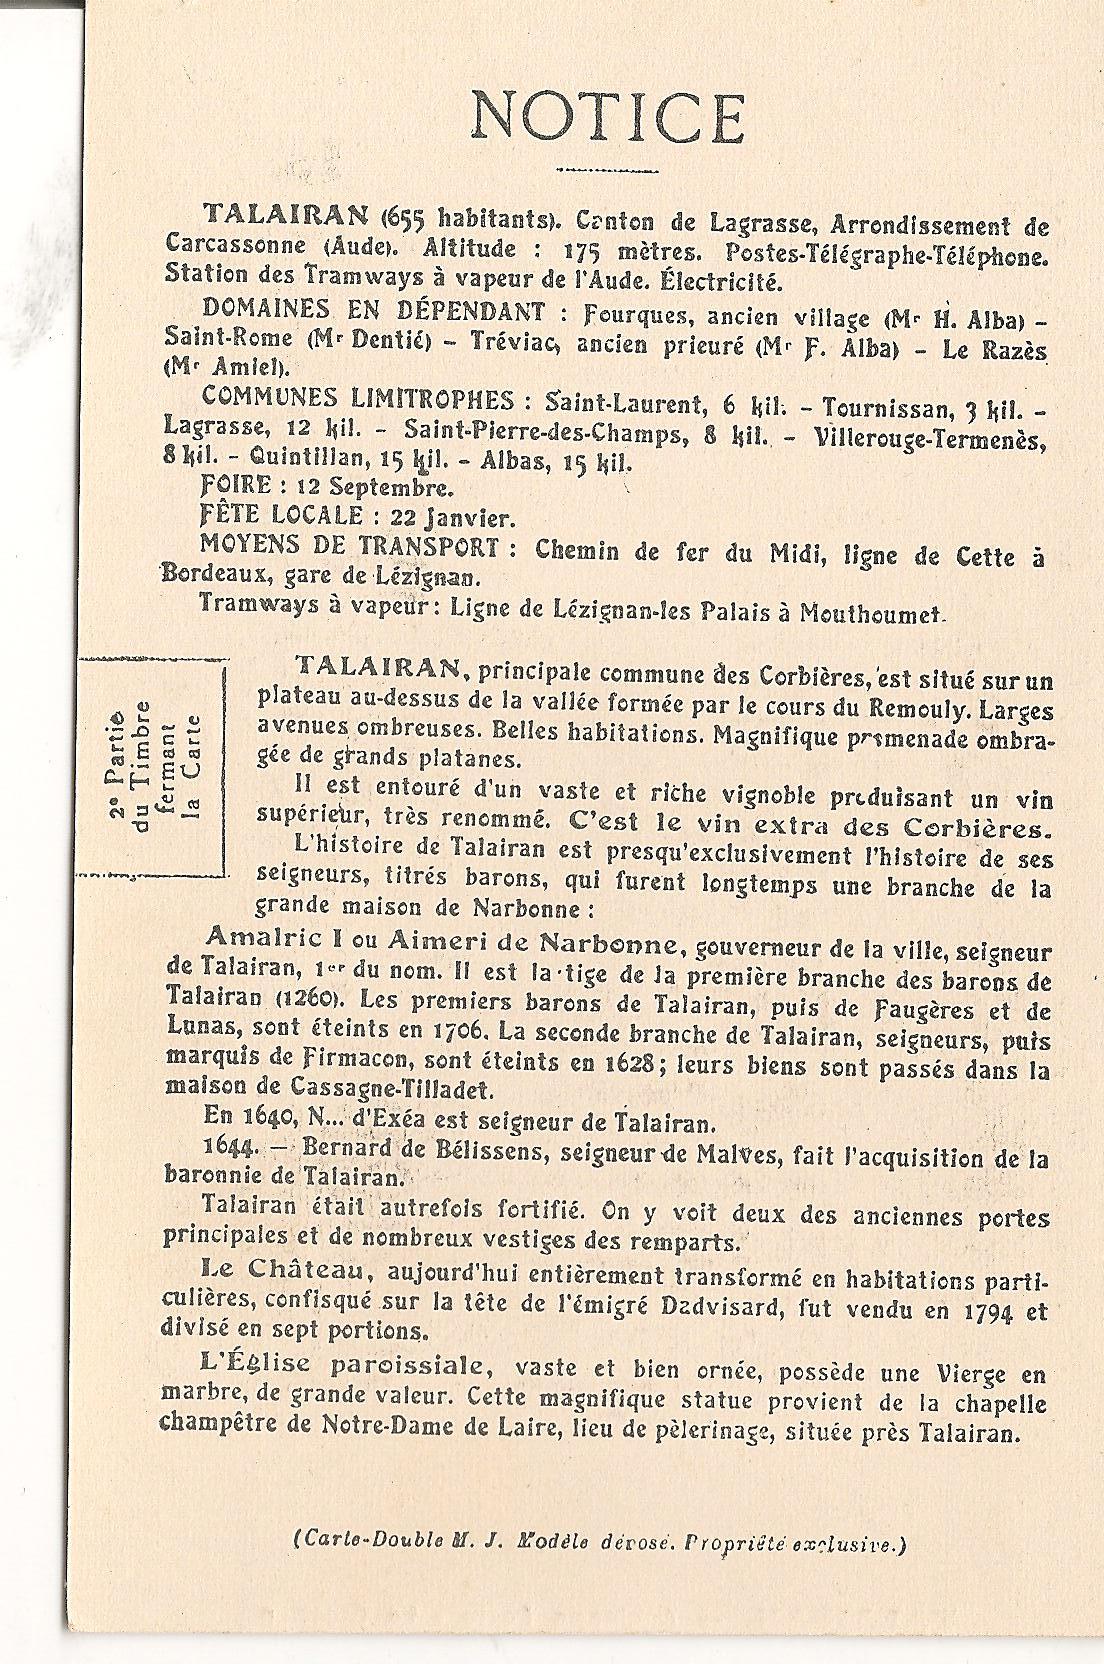 NOTICE
TALAIRAN (655 habitants). Canton de Lagrasse, Arrondissement de
Carcassonne (Aude). Altitude : 175 mètres. Postes-Télégraphe-Téléphone.
Station des Tramways à vapeur de l'Aude. Électricité.
DOMAINES EN DÉPENDANT : Fourques, ancien village (Mr H. Alba) –
Saint-Rome (Mr Dentié) – Tréviac, ancien prieuré (Mr F. Alba) – Le Razès
(Mr Amiel).
COMMUNES LIMITROPHES : Saint-Laurent, 6 kil. – Tournissan, 3 kil. –
Lagrasse, 12 kil. – Saint-Pierre-des-Champs, 8 kil. – Villerouge-Termenès,
8 kil. – Quintillan, 15 kil. – Albas, 15 kil.
FOIRE : 12 Septembre.
FÊTE LOCALE : 22 Janvier.
MOYENS DE TRANSPORT : Chemin de fer du Midi, ligne de Cette à
Bordeaux, gare de Lézignan.
Tramways à vapeur : Ligne de Lézignan-les Palais à Mouthoumet.
2e Partie
du Timbre
fermant
la Carte
TALAIRAN, principale commune des Corbières, est situé sur un
plateau au-dessus de la vallée formée par le cours du Remouly. Larges
avenues ombreuses. Belles habitations. Magnifique promenade ombra-
gée de grands platanes.
Il est entouré d'un vaste et riche vignoble produisant un vin
supérieur, très renommé. C'est le vin extra des Corbières.
L'histoire de Talairan est presqu'exclusivement l'histoire de ses
seigneurs, titrés barons, qui furent longtemps une branche de la
grande maison de Narbonne :
Amalric I ou Aimeri de Narbonne, gouverneur de la ville, seigneur
de Talairan, 1er du nom. Il est la tige de la première branche des barons de
Talairan (1260). Les premiers barons de Talairan, puis de Faugères et de
Lunas, sont éteints en 1706. La seconde branche de Talairan, seigneurs, puis
marquis de Firmacon, sont éteints en 1628 ; leurs biens sont passés dans la
maison de Cassagne-Tilladet.
En 1640, N... d'Exéa est seigneur de Talairan.
1644. – Bernard de Bélissens, seigneur de Malves, fait l'acquisition de la
baronnie de Talairan.
Talairan était autrefois fortifié. On y voit deux des anciennes portes
principales et de nombreux vestiges des remparts.
Le Château, aujourd'hui entièrement transformé en habitations parti-
culières, confisqué sur la tête de l'émigré Dadvisard, fut vendu en 1794 et
divisé en sept portions.
L'Église paroissiale, vaste et bien ornée, possède une Vierge en
marbre, de grande valeur. Cette magnifique statue provient de la chapelle
champêtre de Notre-Dame de Laire, lieu de pèlerinage, située près Talairan.
(Carte-Double M. J. Modèle déposé. Propriété exclusive.)